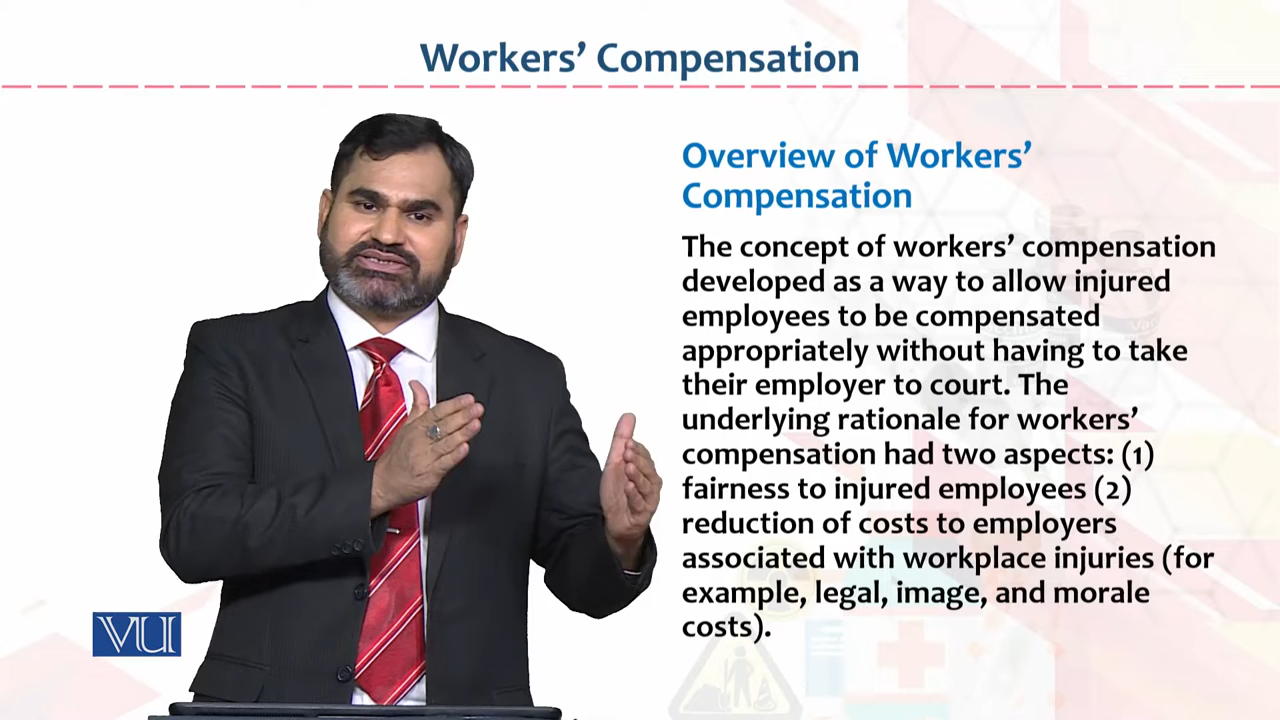 Workers’ Compensation
Overview of Workers’
Compensation
The concept of workers’ compensation
developed as a way to allow injured
employees to be compensated
appropriately without having to take
their employer to court. The
underlying rationale for workers’
compensation had two aspects: (1)
fairness to injured employees (2)
reduction of costs to employers
associated with workplace injuries (for
example, legal, image, and morale
costs).
VU